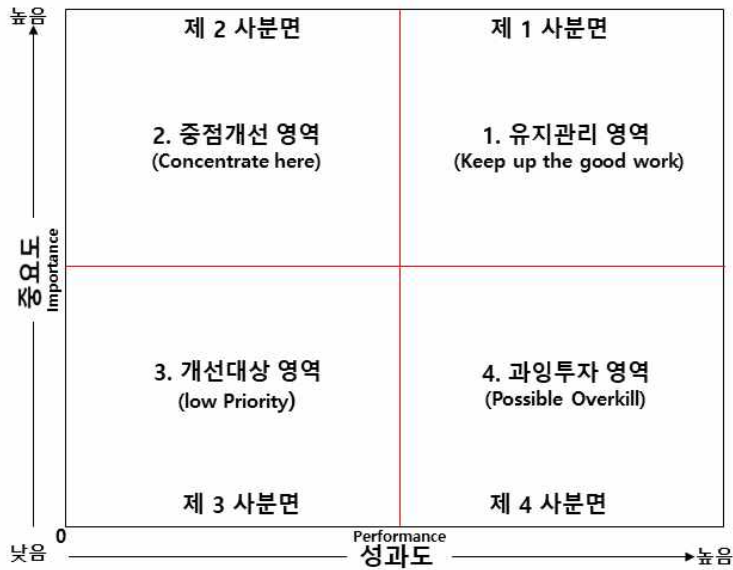 높음
제 2 사분면
제 1 사분면
2. 중점개선 영역
(Concentrate here)
1. 유지관리 영역
(Keep up the good work)
중요도
Importance
3. 개선대상 영역
(low Priority)
4. 과잉투자 영역
(Possible Overkill)
제 3 사분면
제 4 사분면
0
Performance
낮음
성과도
높음